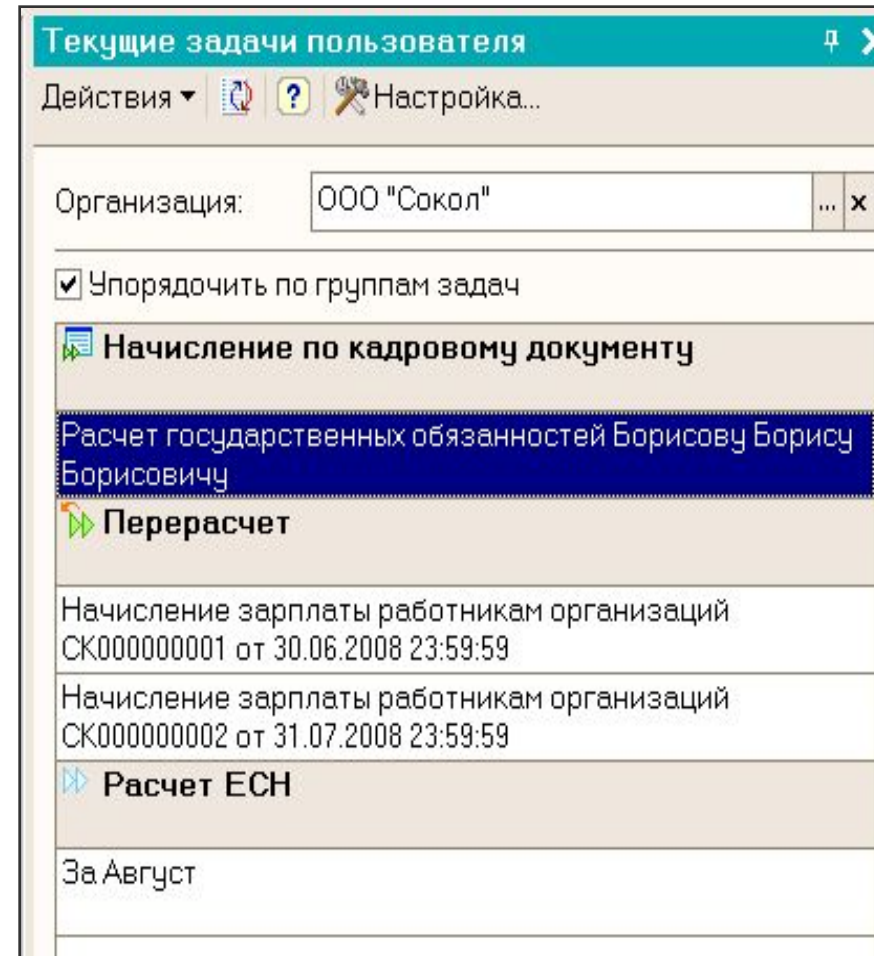 Текущие задачи пользователя
Действия ? Настройка...
Организация: ООО "Сокол" ... x
Упорядочить по группам задач
Начисление по кадровому документу
Расчет государственных обязанностей Борисову Борису
Борисовичу
Перерасчет
Начисление зарплаты работникам организаций
СК000000001 от 30.06.2008 23:59:59
Начисление зарплаты работникам организаций
СК000000002 от 31.07.2008 23:59:59
Расчет ЕСН
За Август